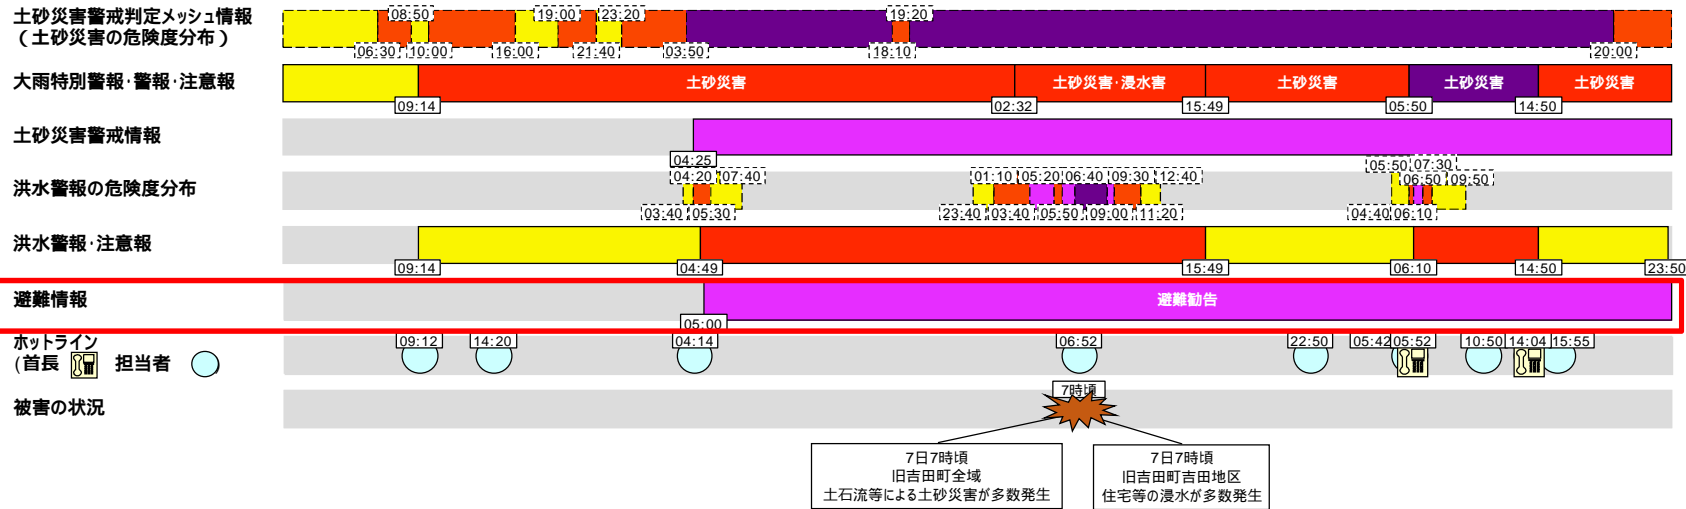 土砂災害警戒判定メッシュ情報
（土砂災害の危険度分布）
08:50 19:00 23:20 19:20
06:30 10:00 16:00 21:40 03:50 18:10 20:00
大雨特別警報・警報・注意報
土砂災害 土砂災害・浸水害 土砂災害 土砂災害 土砂災害
09:14 02:32 15:49 05:50 14:50
土砂災害警戒情報
04:25
洪水警報の危険度分布
04:20 07:40 01:10 05:20 06:40 09:30 12:40 05:50 07:30 06:50 09:50
03:40 05:30 23:40 03:40 05:50 09:00 11:20 04:40 06:10
洪水警報・注意報
09:14 04:49 15:49 06:10 14:50 23:50
避難情報
避難勧告
05:00
ホットライン
(首長 担当者
09:12 14:20 04:14 06:52 22:50 05:42 05:52 10:50 14:04 15:55
被害の状況
7時頃
7日7時頃
旧吉田町全域
土石流等による土砂災害が多数発生
7日7時頃
旧吉田町吉田地区
住宅等の浸水が多数発生